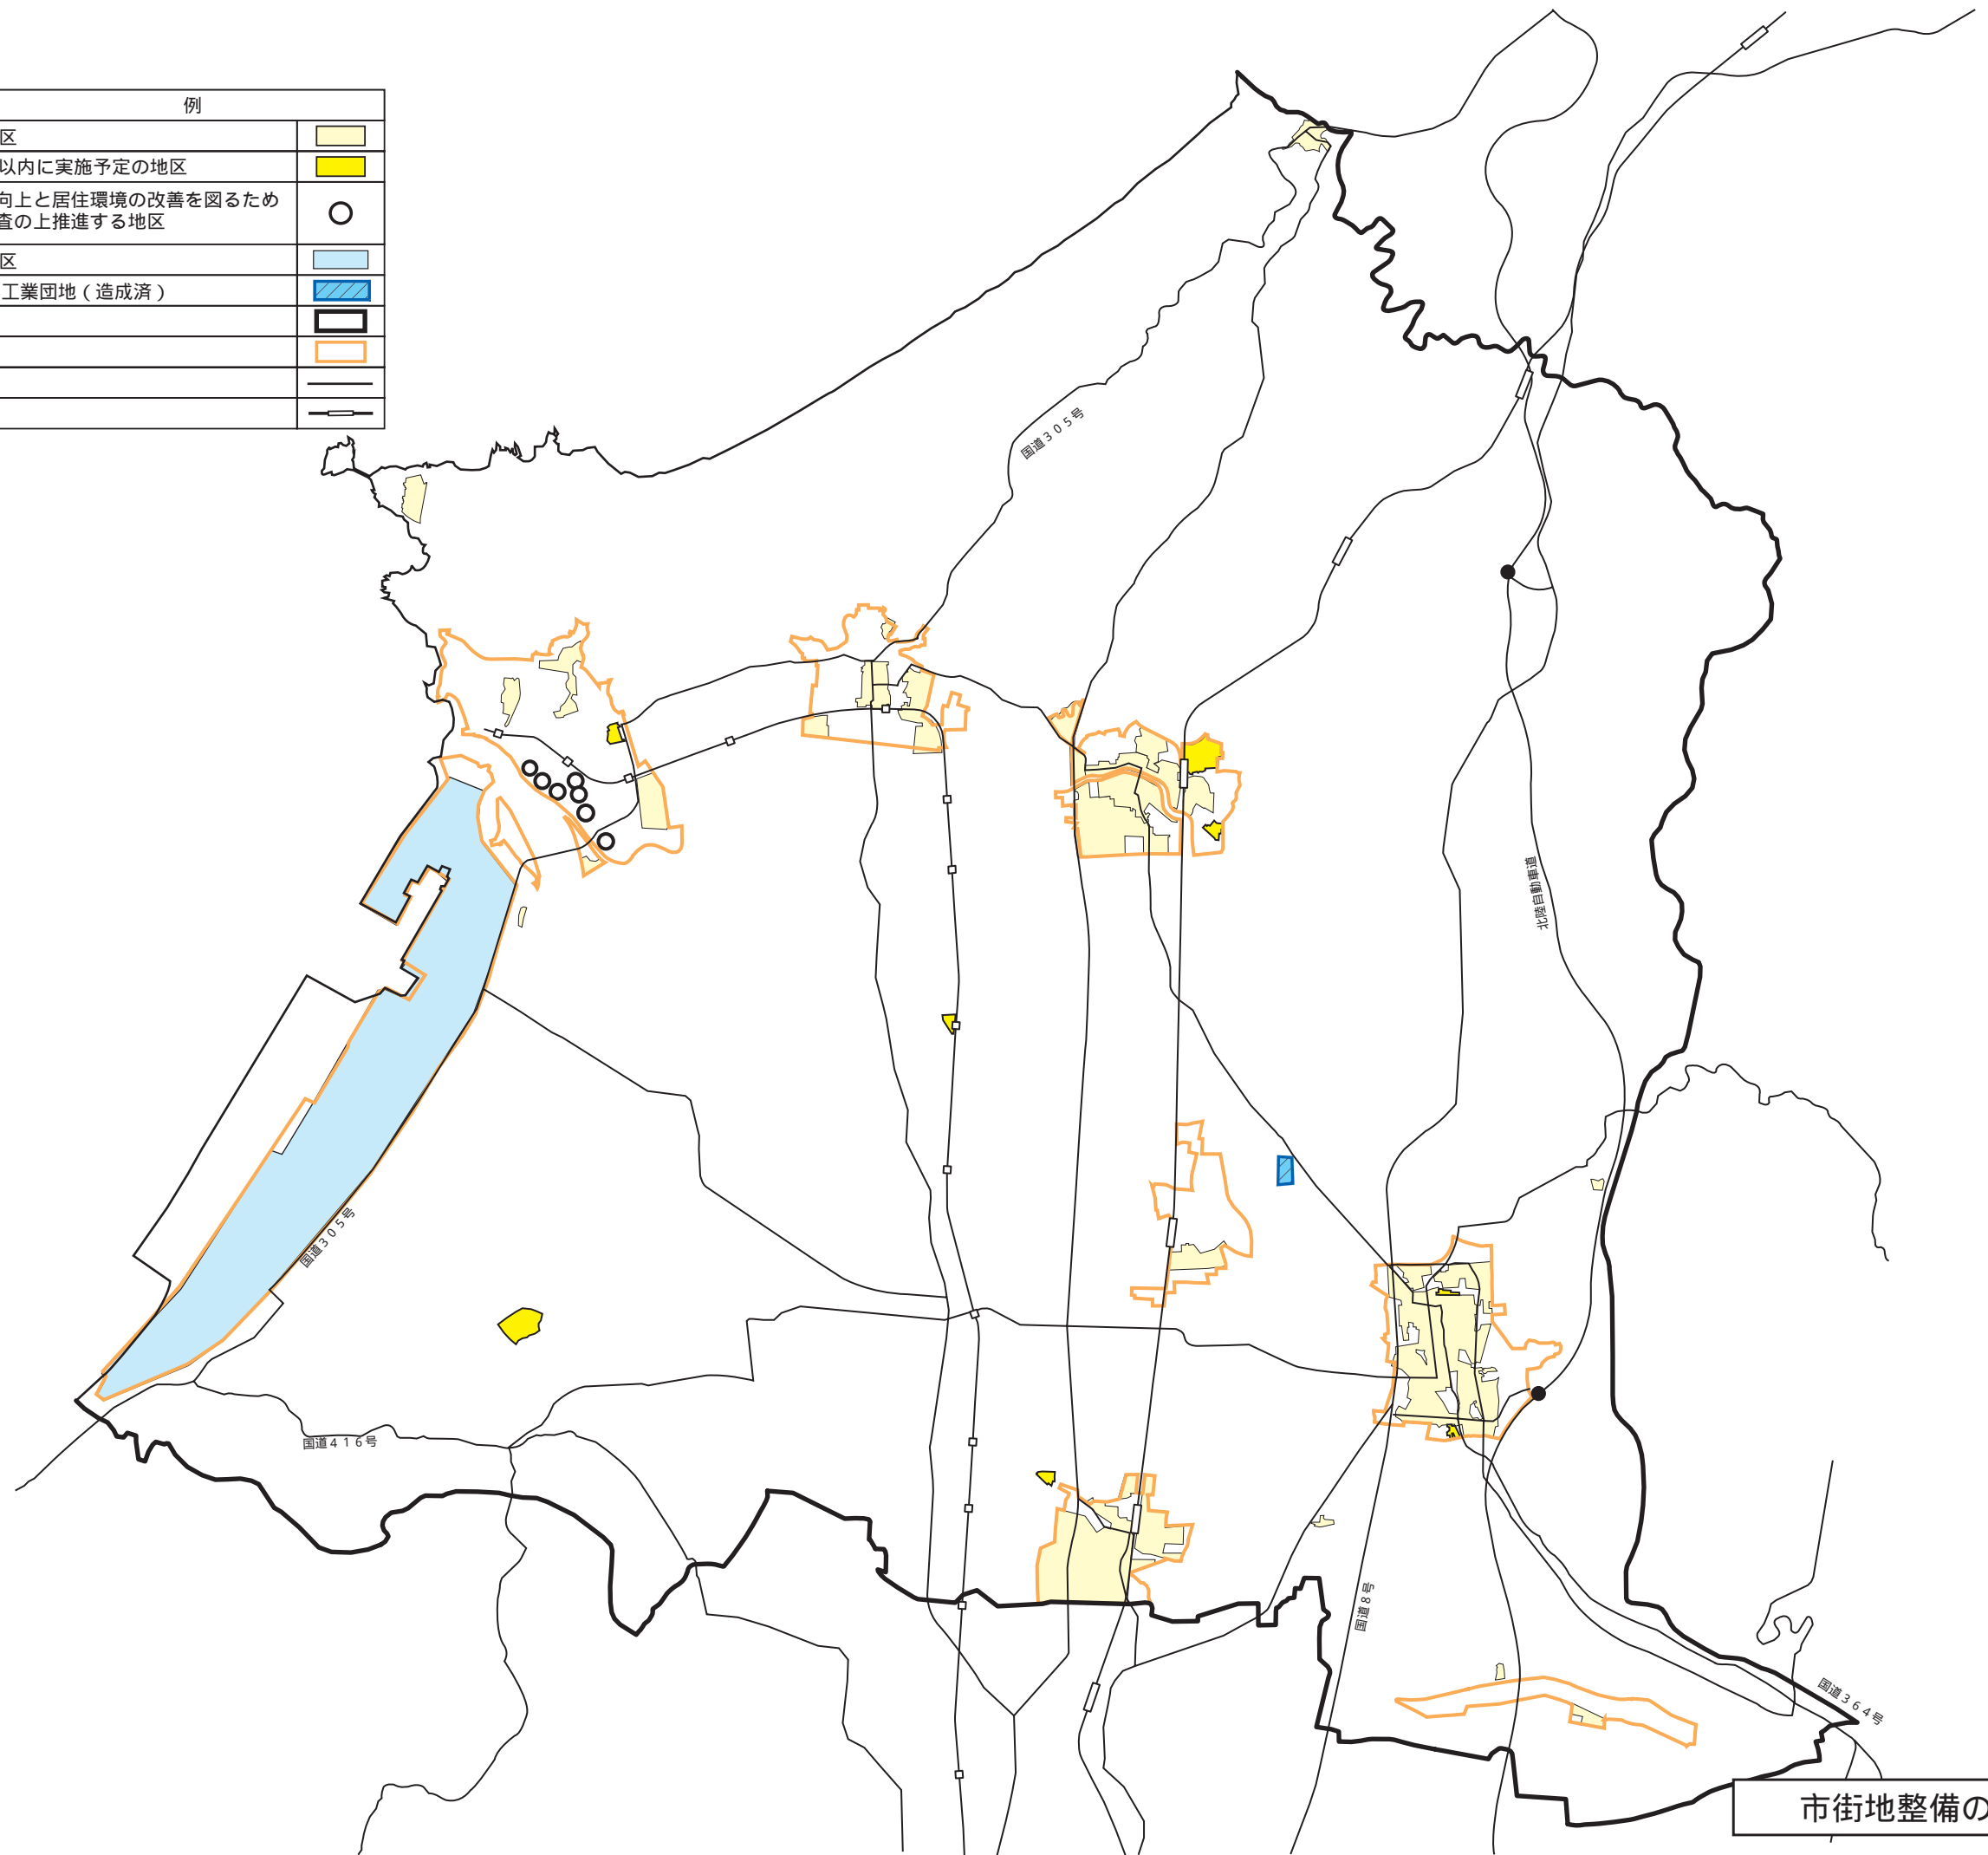 例
区
以内に実施予定の地区
向上と居住環境の改善を図るため
査の上推進する地区
区
工業団地（造成済）
国道３０５号
北陸自動車道
国道３０５号
国道４１６号
国道８号
国道３６４号
市街地整備の